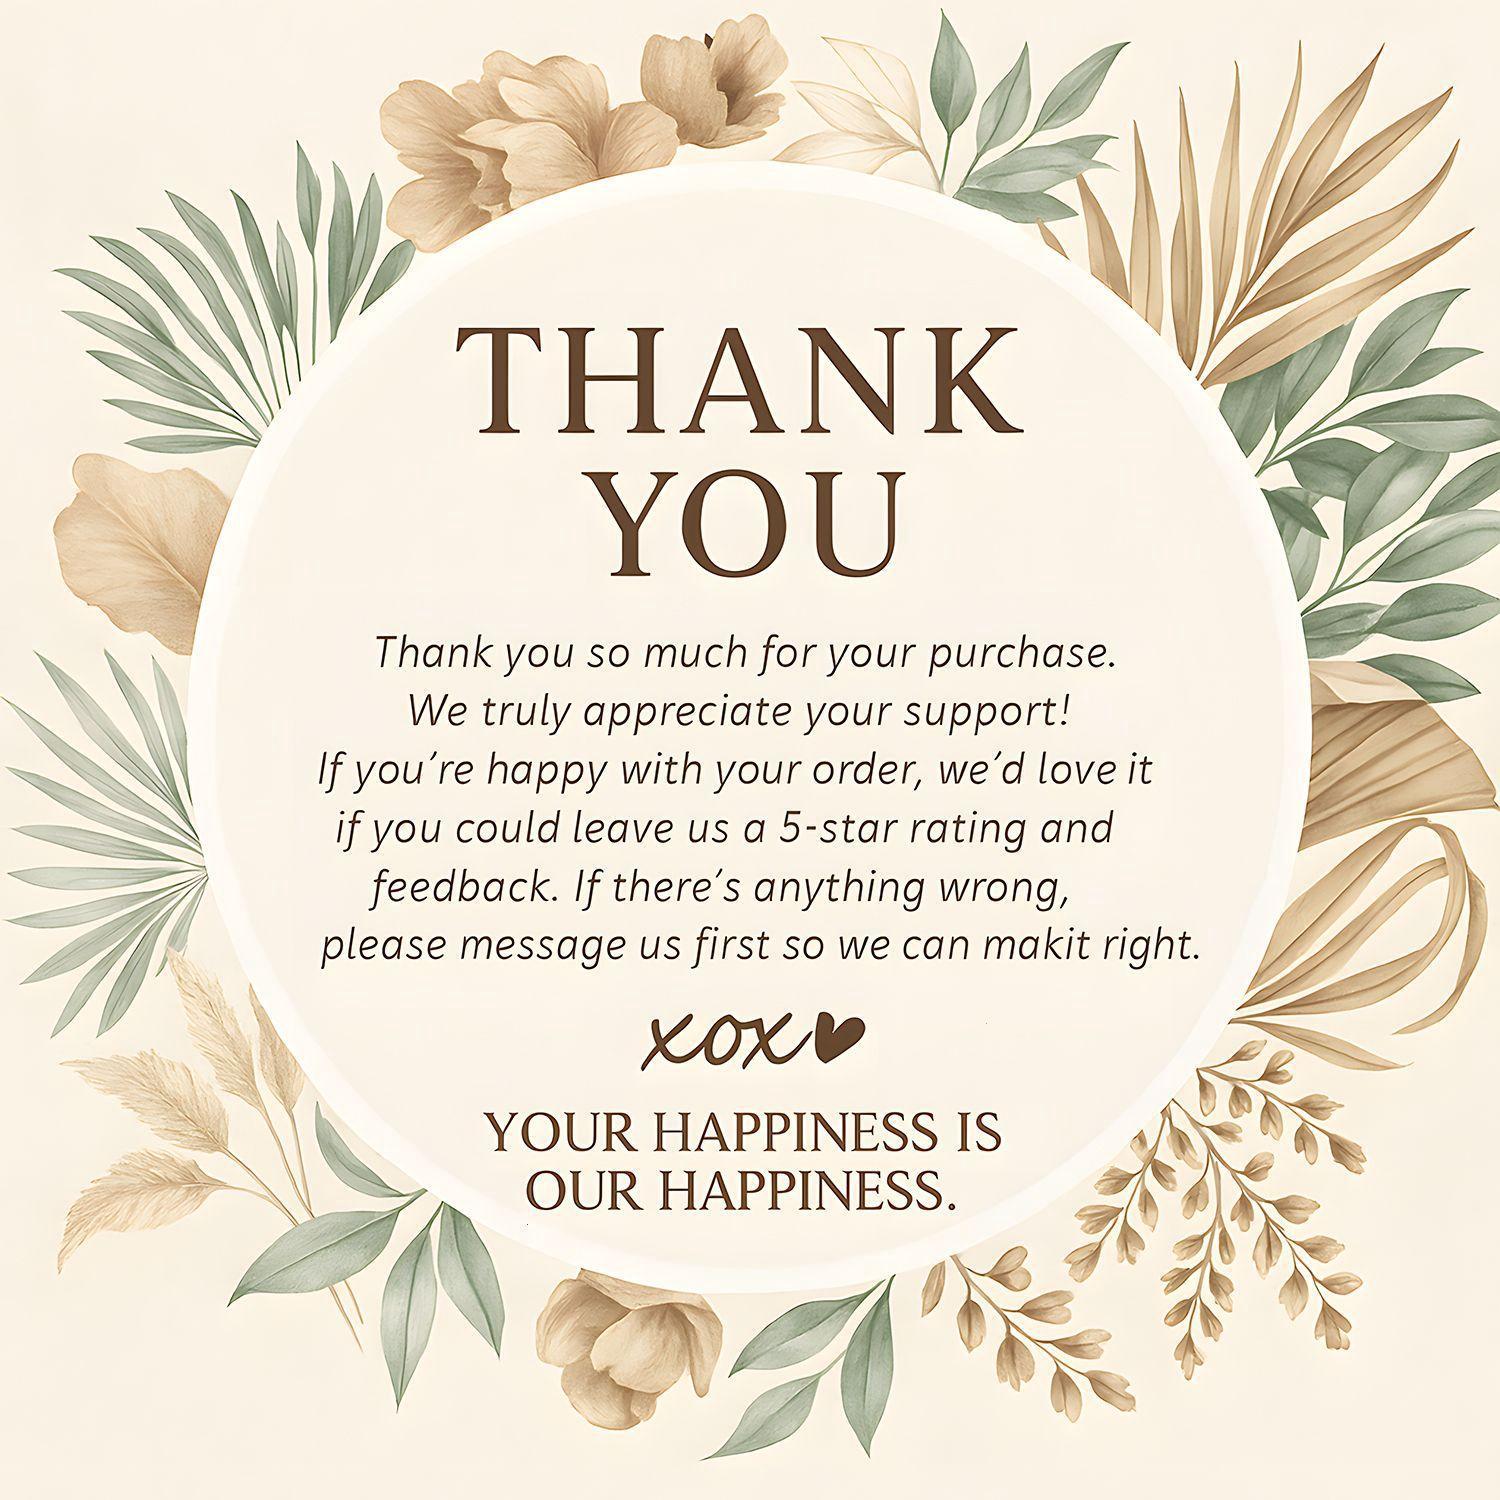 THANK
YOU
Thank you so much for your purchase.
We truly appreciate your support!
If you’re happy with your order, we’d love it
if you could leave us a 5-star rating and
feedback. If there’s anything wrong,
please message us first so we can makit right.
xox♥
YOUR HAPPINESS IS
OUR HAPPINESS.